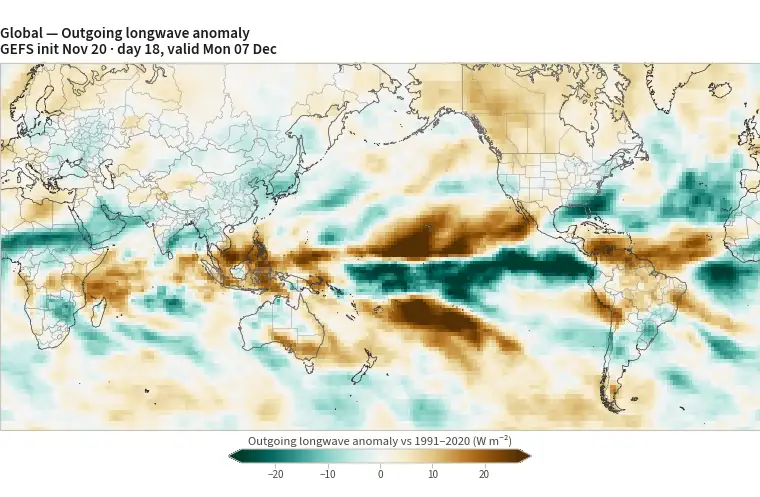 Global — Outgoing longwave anomaly
GEFS init Nov 20 · day 18, valid Mon 07 Dec
Outgoing longwave anomaly vs 1991–2020 (W m⁻²)
−20 −10 0 10 20